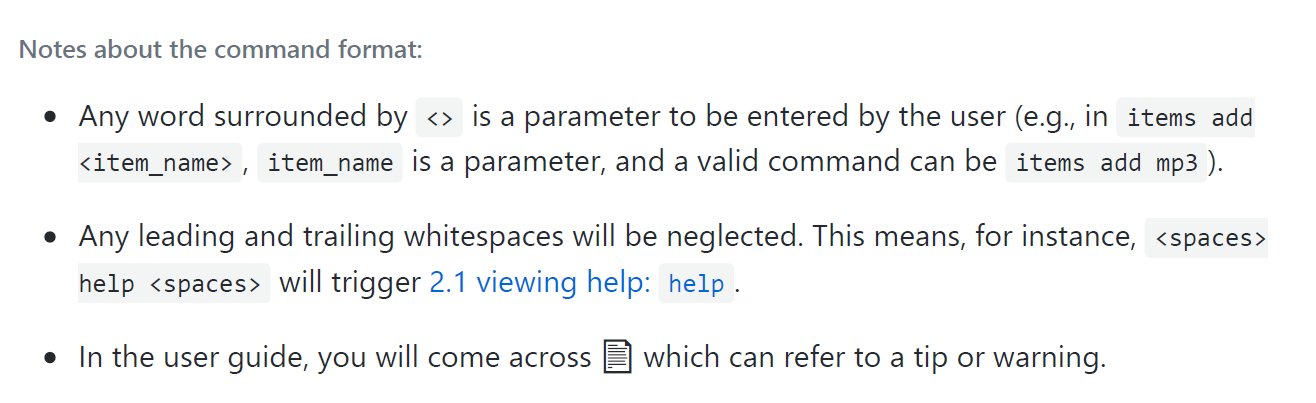 Notes about the command format:
• Any word surrounded by <> is a parameter to be entered by the user (e.g., in items add
<item_name>, item_name is a parameter, and a valid command can be items add mp3).
• Any leading and trailing whitespaces will be neglected. This means, for instance, <spaces>
help <spaces> will trigger 2.1 viewing help: help.
• In the user guide, you will come across 📄 which can refer to a tip or warning.